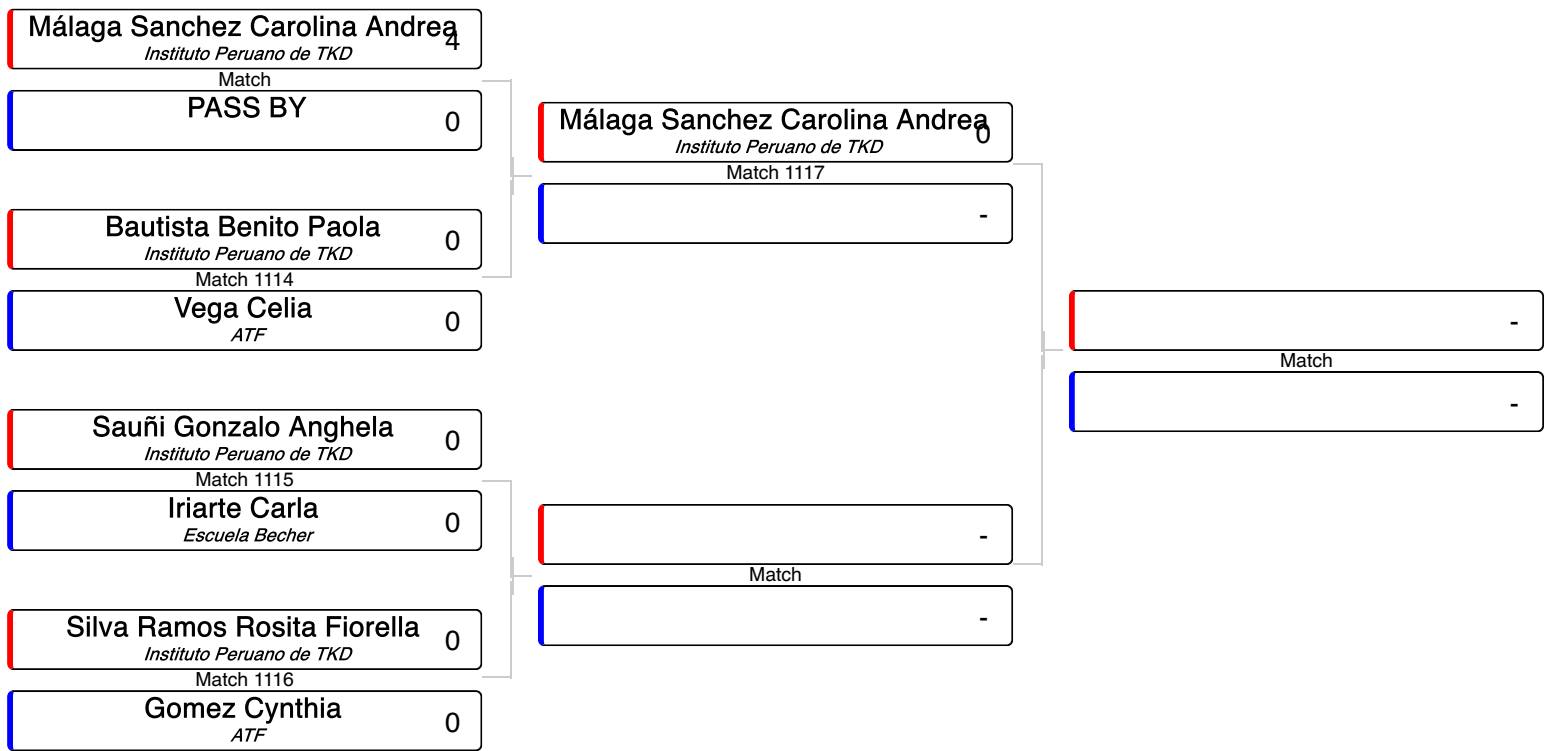 Málaga Sanchez Carolina Andrea 4
Instituto Peruano de TKD
Match
PASS BY 0
Bautista Benito Paola 0
Instituto Peruano de TKD
Match 1114
Vega Celia 0
ATF
Sauñi Gonzalo Anghela 0
Instituto Peruano de TKD
Match 1115
Iriarte Carla 0
Escuela Becher
Silva Ramos Rosita Fiorella 0
Instituto Peruano de TKD
Match 1116
Gomez Cynthia 0
ATF
Málaga Sanchez Carolina Andrea 0
Instituto Peruano de TKD
Match 1117
-
-
Match
-
-
Match
-